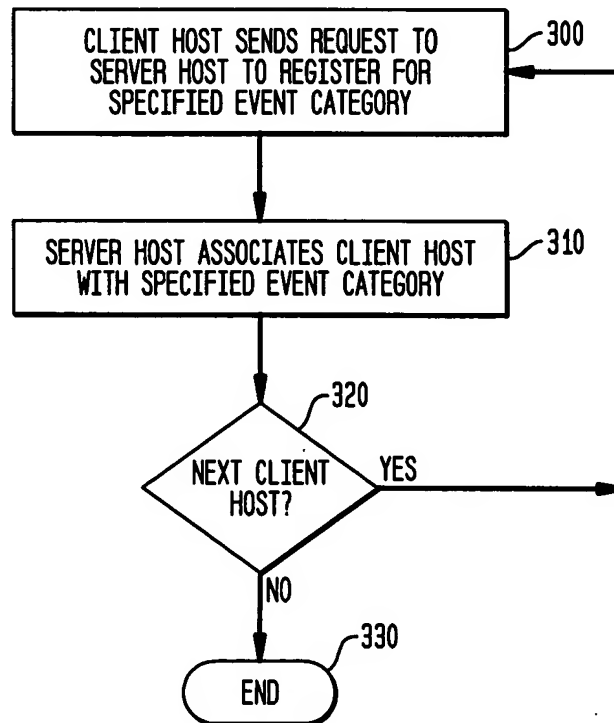 CLIENT HOST SENDS REQUEST TO
SERVER HOST TO REGISTER FOR
SPECIFIED EVENT CATEGORY
300
SERVER HOST ASSOCIATES CLIENT HOST
WITH SPECIFIED EVENT CATEGORY
310
320
NEXT CLIENT
HOST?
YES
NO
330
END